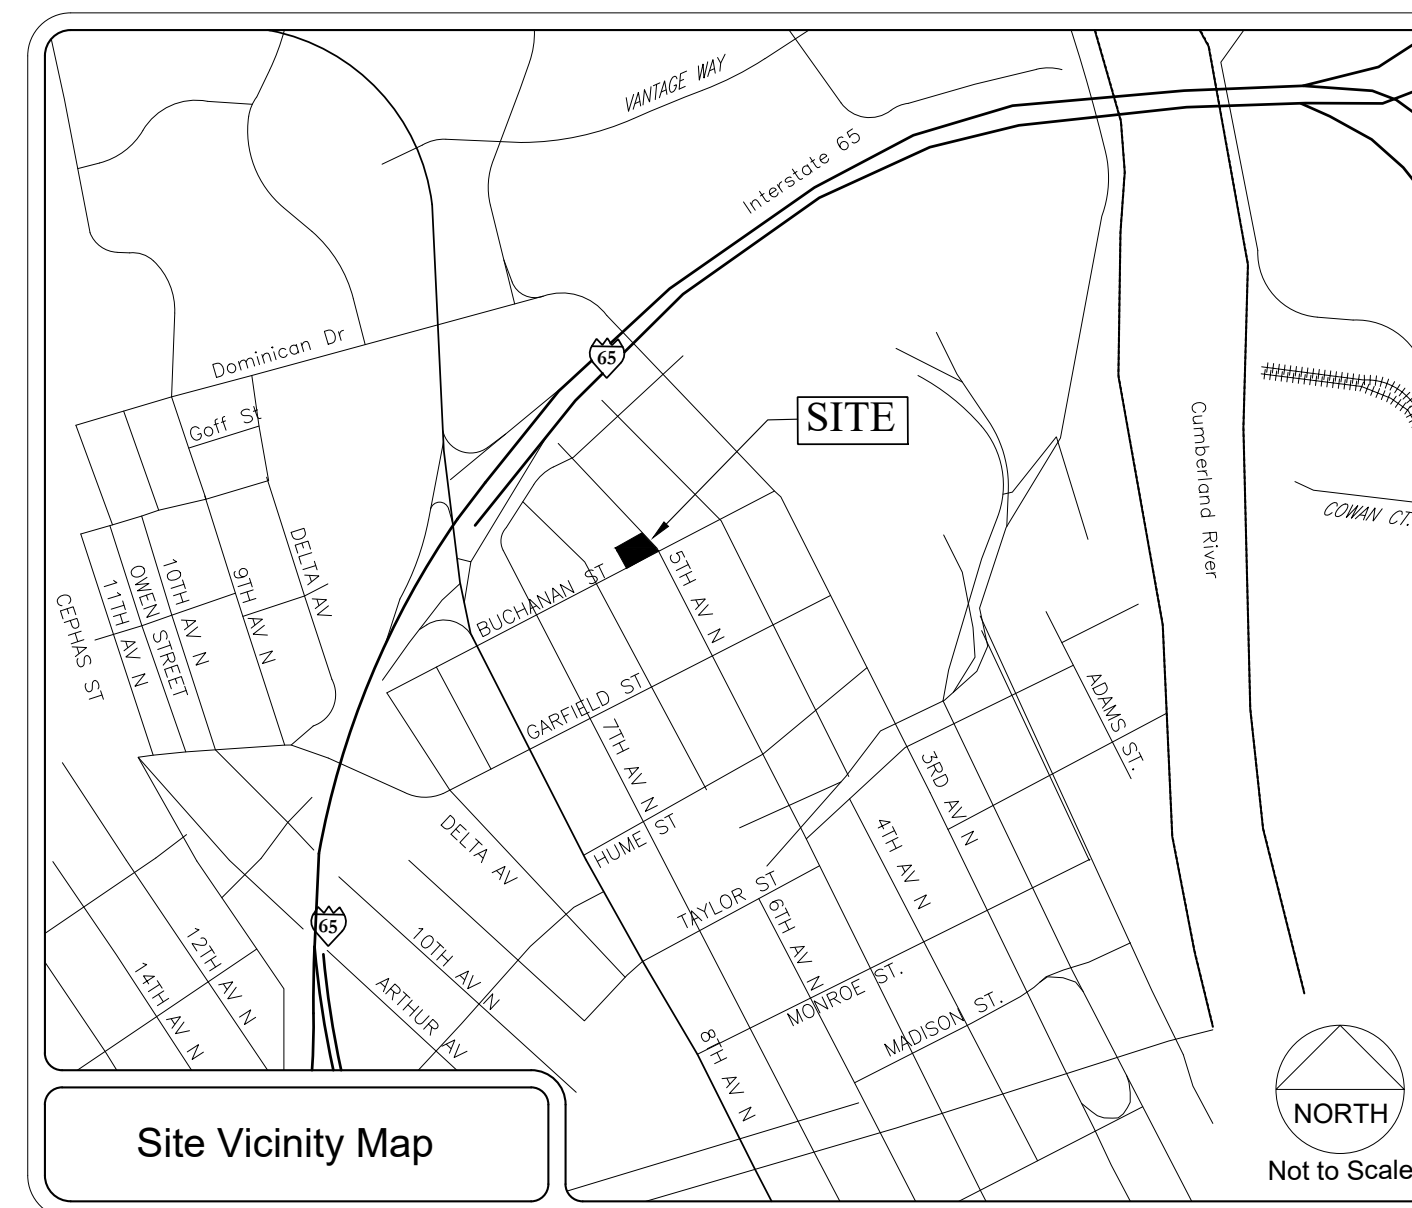 VANTAGE WAY
Interstate 65
65
Dominican Dr
Goff St
SITE
Cumberland River
COWAN CT.
DELTA AV
CEPHAS ST
11TH AV N
OWEN STREET
10TH AV N
9TH AV N
BUCHANAN ST
5TH AV N
GARFIELD ST
7TH AV N
ADAMS ST.
3RD AV N
HUME ST
DELTA AV
4TH AV N
TAYLOR ST
6TH AV N
65
12TH AV N
14TH AV N
10TH AV N
ARTHUR AV
MONROE ST.
MADISON ST.
8TH AV N
NORTH
Not to Scale
Site Vicinity Map